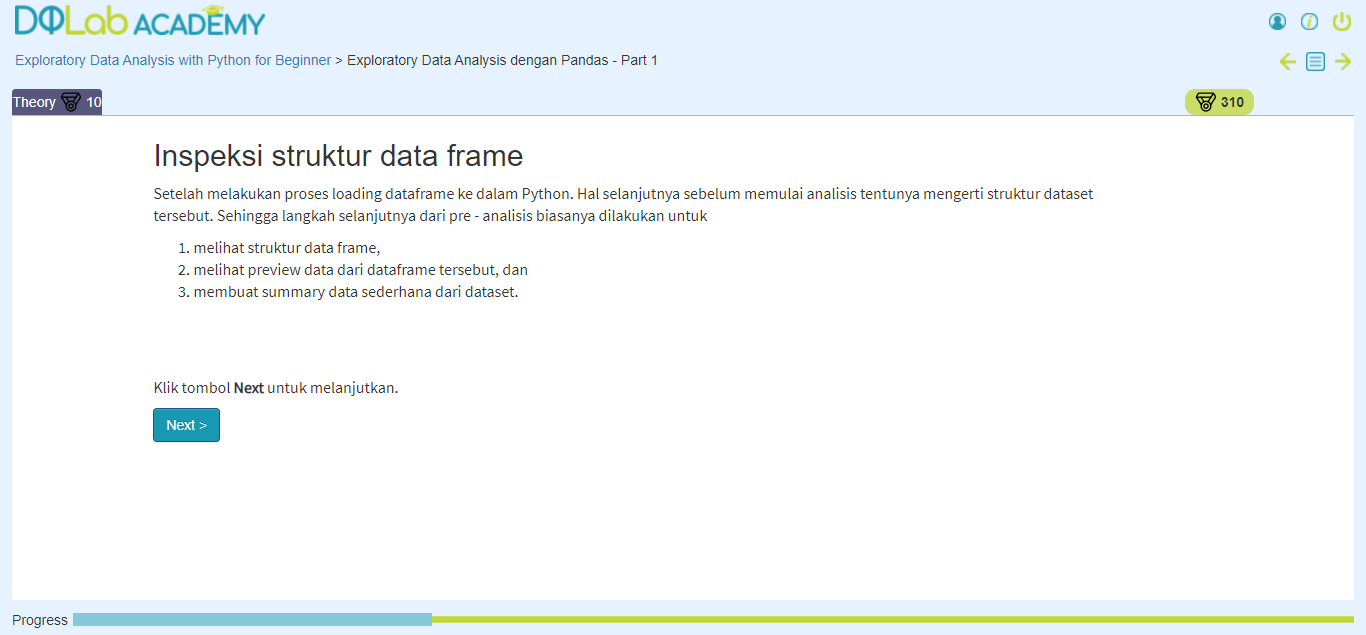 DQLab ACADEMY
Exploratory Data Analysis with Python for Beginner > Exploratory Data Analysis dengan Pandas - Part 1
Theory 10
310
Inspeksi struktur data frame
Setelah melakukan proses loading dataframe ke dalam Python. Hal selanjutnya sebelum memulai analisis tentunya mengerti struktur dataset
tersebut. Sehingga langkah selanjutnya dari pre - analisis biasanya dilakukan untuk
1. melihat struktur data frame,
2. melihat preview data dari dataframe tersebut, dan
3. membuat summary data sederhana dari dataset.
Klik tombol Next untuk melanjutkan.
Next >
Progress